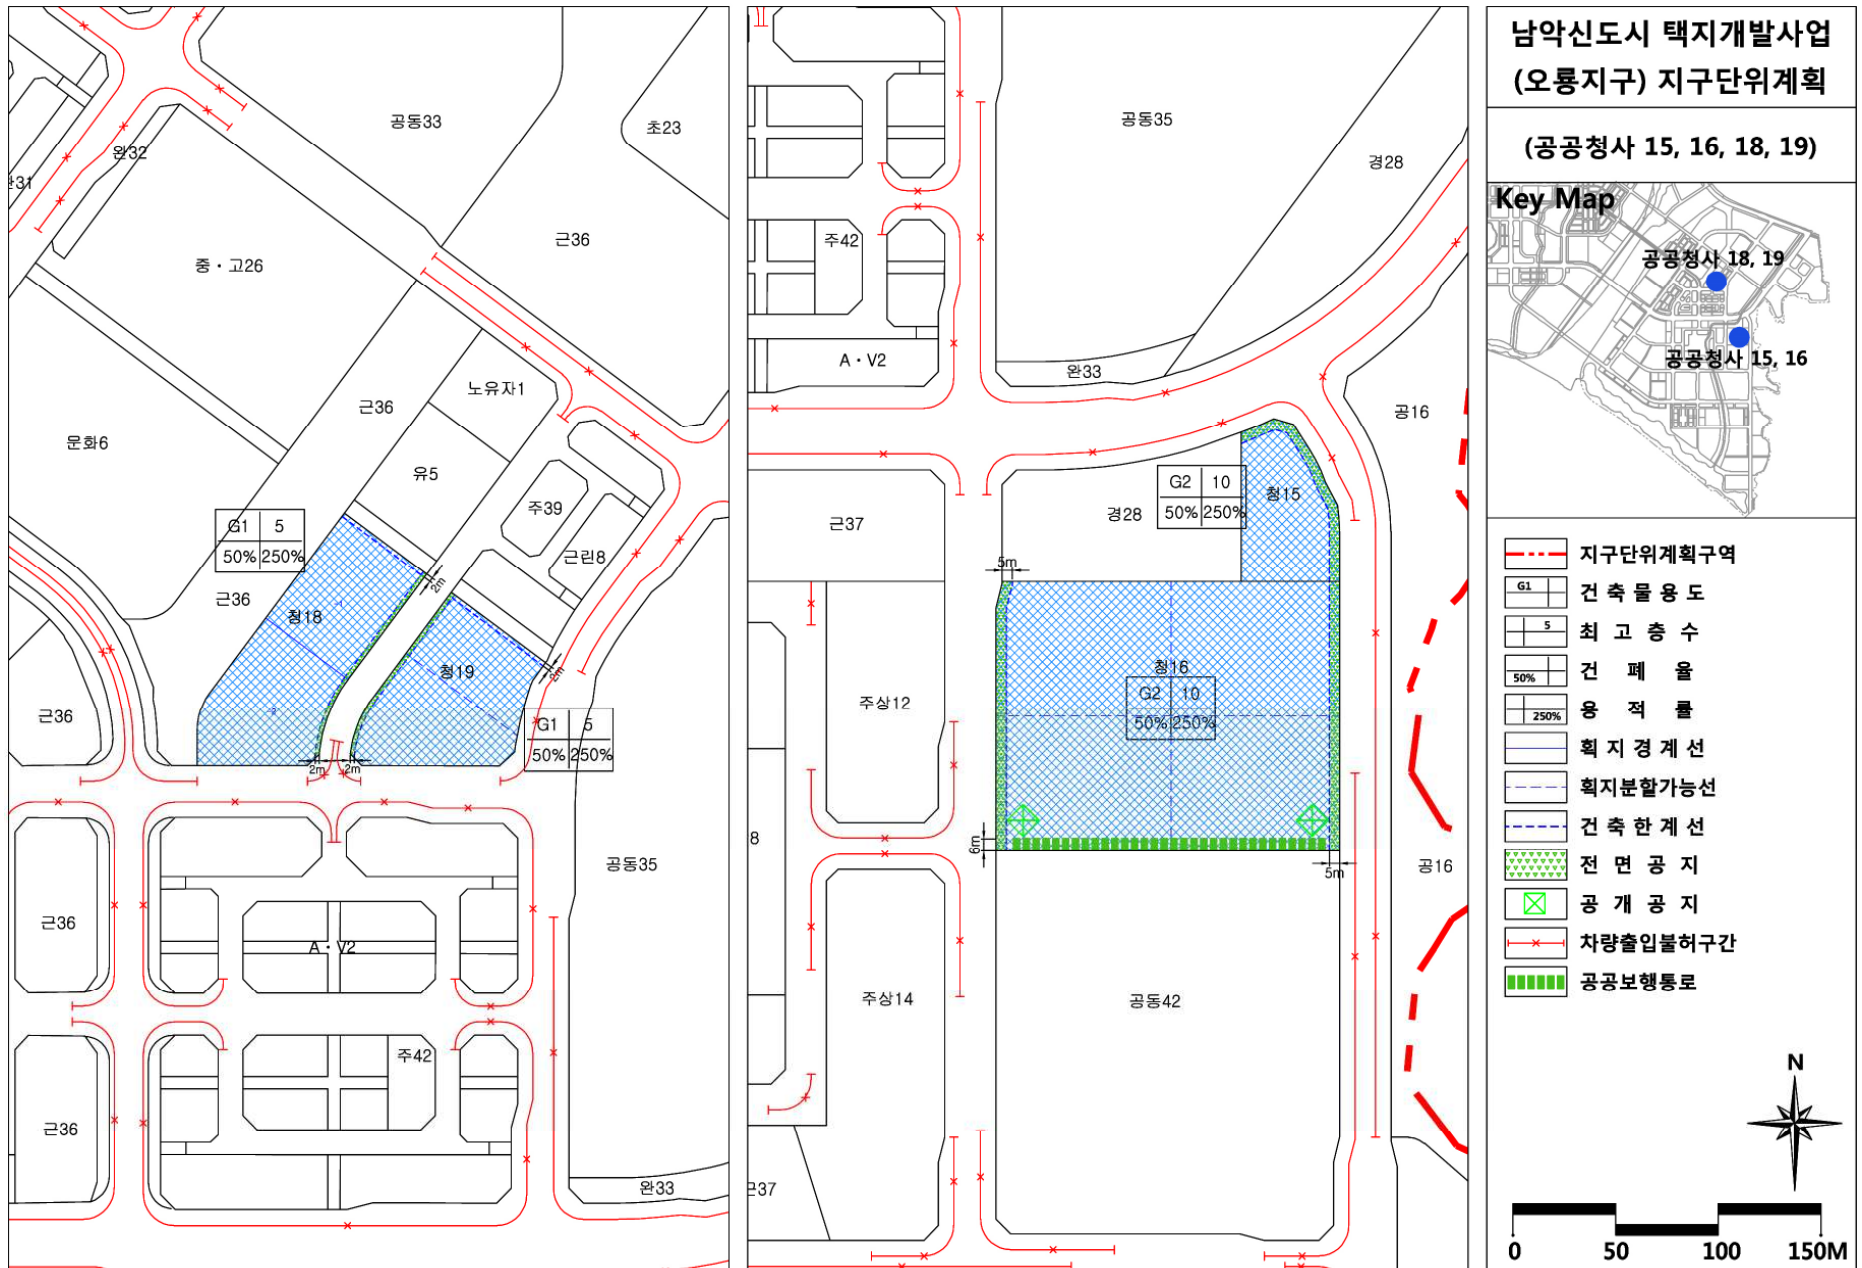 공동33
초23
완32
근36
중·고26
노유자1
근36
문화6
유5
주39
G1 5
50% 250%
근린8
2m
근36
청18
-1
청19
2m
-2
근36
G1 5
50% 250%
2m
2m
공동35
근36
A·V2
주42
근36
완33
공동35
경28
주42
A·V2
완33
공16
G2 10
50% 250%
청15
경28
근37
5m
청16
G2 10
50% 250%
주상12
8
6m
5m
공16
주상14
공동42
남악신도시 택지개발사업
(오룡지구) 지구단위계획
(공공청사 15, 16, 18, 19)
Key Map
공공청사 18, 19
공공청사 15, 16
지구단위계획구역
G1 건축물용도
5 최고층수
50% 건폐율
250% 용적률
획지경계선
획지분할가능선
건축한계선
전면공지
공개공지
차량출입불허구간
공공보행통로
N
0 50 100 150M